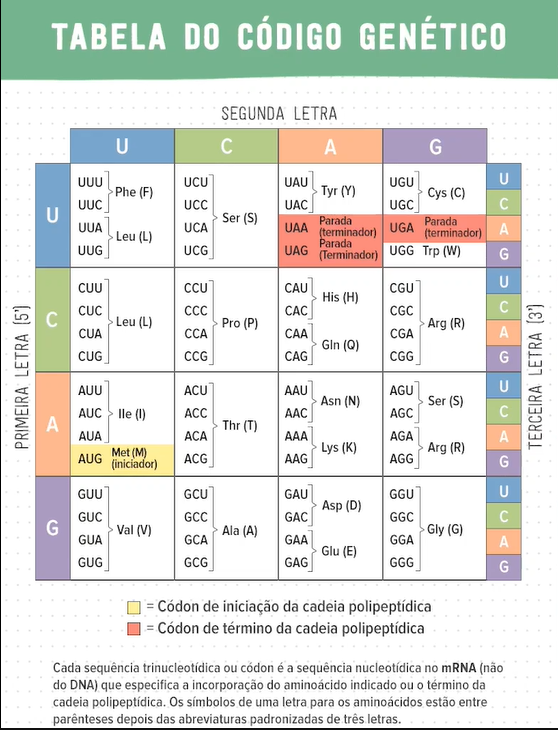 TABELA DO CÓDIGO GENÉTICO
SEGUNDA LETRA
U C A G
PRIMEIRA LETRA (5')
TERCEIRA LETRA (3')
U
UUU
UUC
Phe (F)
UUA
UUG
Leu (L)
UCU
UCC
UCA
UCG
Ser (S)
UAU
UAC
Tyr (Y)
UAA Parada (terminador)
UAG Parada (Terminador)
UGU
UGC
Cys (C)
UGA Parada (terminador)
UGG Trp (W)
U
C
A
G
C
CUU
CUC
CUA
CUG
Leu (L)
CCU
CCC
CCA
CCG
Pro (P)
CAU
CAC
His (H)
CAA
CAG
Gln (Q)
CGU
CGC
CGA
CGG
Arg (R)
U
C
A
G
A
AUU
AUC
AUA
Ile (I)
AUG Met (M) (iniciador)
ACU
ACC
ACA
ACG
Thr (T)
AAU
AAC
Asn (N)
AAA
AAG
Lys (K)
AGU
AGC
Ser (S)
AGA
AGG
Arg (R)
U
C
A
G
G
GUU
GUC
GUA
GUG
Val (V)
GCU
GCC
GCA
GCG
Ala (A)
GAU
GAC
Asp (D)
GAA
GAG
Glu (E)
GGU
GGC
GGA
GGG
Gly (G)
U
C
A
G
= Códon de iniciação da cadeia polipeptídica
= Códon de término da cadeia polipeptídica
Cada sequência trinucleotídica ou códon é a sequência nucleotídica no mRNA (não
do DNA) que especifica a incorporação do aminoácido indicado ou o término da
cadeia polipeptídica. Os símbolos de uma letra para os aminoácidos estão entre
parênteses depois das abreviaturas padronizadas de três letras.